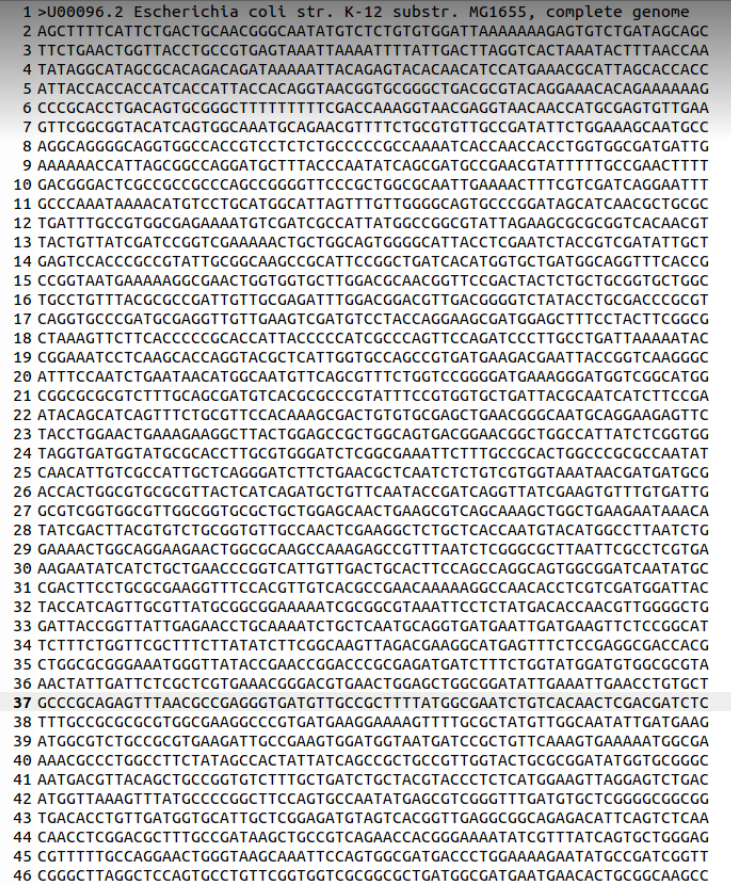 1 >U00096.2 Escherichia coli str. K-12 substr. MG1655, complete genome
2 AGCTTTTCATTCTGACTGCAACGGGCAATATGTCTCTGTGTGGATTAAAAAAAGAGTGTCTGATAGCAGC
3 TTCTGAACTGGTTACCTGCCGTGAGTAAATTAAAATTTTATTGACTTAGGTCACTAAATACTTTAACCAA
4 TATAGGCATAGCGCACAGACAGATAAAAATTACAGAGTACACAACATCCATGAAACGCATTAGCACCACC
5 ATTACCACCACCATCACCATTACCACAGGTAACGGTGCGGGCTGACGCGTACAGGAAACACAGAAAAAAG
6 CCCGCACCTGACAGTGCGGGCTTTTTTTTTCGACCAAAGGTAACGAGGTAACAACCATGCGAGTGTTGAA
7 GTTCGGCGGTACATCAGTGGCAAATGCAGAACGTTTTCTGCGTGTTGCCGATATTCTGGAAAGCAATGCC
8 AGGCAGGGGCAGGTGGCCACCGTCCTCTCTGCCCCCGCCAAAATCACCAACCACCTGGTGGCGATGATTG
9 AAAAAACCATTAGCGGCCAGGATGCTTTACCCAATATCAGCGATGCCGAACGTATTTTTGCCGAACTTTT
10 GACGGGACTCGCCGCCGCCCAGCCGGGGTTCCCGCTGGCGCAATTGAAAACTTTCGTCGATCAGGAATTT
11 GCCCAAATAAAACATGTCCTGCATGGCATTAGTTTGTTGGGGCAGTGCCCGGATAGCATCAACGCTGCGC
12 TGATTTGCCGTGGCGAGAAAATGTCGATCGCCATTATGGCCGGCGTATTAGAAGCGCGCGGTCACAACGT
13 TACTGTTATCGATCCGGTCGAAAAACTGCTGGCAGTGGGGCATTACCTCGAATCTACCGTCGATATTGCT
14 GAGTCCACCCGCCGTATTGCGGCAAGCCGCATTCCGGCTGATCACATGGTGCTGATGGCAGGTTTCACCG
15 CCGGTAATGAAAAAGGCGAACTGGTGGTGCTTGGACGCAACGGTTCCGACTACTCTGCTGCGGTGCTGGC
16 TGCCTGTTTACGCGCCGATTGTTGCGAGATTTGGACGGACGTTGACGGGGTCTATACCTGCGACCCGCGT
17 CAGGTGCCCGATGCGAGGTTGTTGAAGTCGATGTCCTACCAGGAAGCGATGGAGCTTTCCTACTTCGGCG
18 CTAAAGTTCTTCACCCCCGCACCATTACCCCCATCGCCCAGTTCCAGATCCCTTGCCTGATTAAAAATAC
19 CGGAAATCCTCAAGCACCAGGTACGCTCATTGGTGCCAGCCGTGATGAAGACGAATTACCGGTCAAGGGC
20 ATTTCCAATCTGAATAACATGGCAATGTTCAGCGTTTCTGGTCCGGGGATGAAAGGGATGGTCGGCATGG
21 CGGCGCGCGTCTTTGCAGCGATGTCACGCGCCCGTATTTCCGTGGTGCTGATTACGCAATCATCTTCCGA
22 ATACAGCATCAGTTTCTGCGTTCCACAAAGCGACTGTGTGCGAGCTGAACGGGCAATGCAGGAAGAGTTC
23 TACCTGGAACTGAAAGAAGGCTTACTGGAGCCGCTGGCAGTGACGGAACGGCTGGCCATTATCTCGGTGG
24 TAGGTGATGGTATGCGCACCTTGCGTGGGATCTCGGCGAAATTCTTTGCCGCACTGGCCCGCGCCAATAT
25 CAACATTGTCGCCATTGCTCAGGGATCTTCTGAACGCTCAATCTCTGTCGTGGTAAATAACGATGATGCG
26 ACCACTGGCGTGCGCGTTACTCATCAGATGCTGTTCAATACCGATCAGGTTATCGAAGTGTTTGTGATTG
27 GCGTCGGTGGCGTTGGCGGTGCGCTGCTGGAGCAACTGAAGCGTCAGCAAAGCTGGCTGAAGAATAAACA
28 TATCGACTTACGTGTCTGCGGTGTTGCCAACTCGAAGGCTCTGCTCACCAATGTACATGGCCTTAATCTG
29 GAAAACTGGCAGGAAGAACTGGCGCAAGCCAAAGAGCCGTTTAATCTCGGGCGCTTAATTCGCCTCGTGA
30 AAGAATATCATCTGCTGAACCCGGTCATTGTTGACTGCACTTCCAGCCAGGCAGTGGCGGATCAATATGC
31 CGACTTCCTGCGCGAAGGTTTCCACGTTGTCACGCCGAACAAAAAGGCCAACACCTCGTCGATGGATTAC
32 TACCATCAGTTGCGTTATGCGGCGGAAAAATCGCGGCGTAAATTCCTCTATGACACCAACGTTGGGGCTG
33 GATTACCGGTTATTGAGAACCTGCAAAATCTGCTCAATGCAGGTGATGAATTGATGAAGTTCTCCGGCAT
34 TCTTTCTGGTTCGCTTTCTTATATCTTCGGCAAGTTAGACGAAGGCATGAGTTTCTCCGAGGCGACCACG
35 CTGGCGCGGGAAATGGGTTATACCGAACCGGACCCGCGAGATGATCTTTCTGGTATGGATGTGGCGCGTA
36 AACTATTGATTCTCGCTCGTGAAACGGGACGTGAACTGGAGCTGGCGGATATTGAAATTGAACCTGTGCT
37 GCCCGCAGAGTTTAACGCCGAGGGTGATGTTGCCGCTTTTATGGCGAATCTGTCACAACTCGACGATCTC
38 TTTGCCGCGCGCGTGGCGAAGGCCCGTGATGAAGGAAAAGTTTTGCGCTATGTTGGCAATATTGATGAAG
39 ATGGCGTCTGCCGCGTGAAGATTGCCGAAGTGGATGGTAATGATCCGCTGTTCAAAGTGAAAAATGGCGA
40 AAACGCCCTGGCCTTCTATAGCCACTATTATCAGCCGCTGCCGTTGGTACTGCGCGGATATGGTGCGGGC
41 AATGACGTTACAGCTGCCGGTGTCTTTGCTGATCTGCTACGTACCCTCTCATGGAAGTTAGGAGTCTGAC
42 ATGGTTAAAGTTTATGCCCCGGCTTCCAGTGCCAATATGAGCGTCGGGTTTGATGTGCTCGGGGCGGCGG
43 TGACACCTGTTGATGGTGCATTGCTCGGAGATGTAGTCACGGTTGAGGCGGCAGAGACATTCAGTCTCAA
44 CAACCTCGGACGCTTTGCCGATAAGCTGCCGTCAGAACCACGGGAAAATATCGTTTATCAGTGCTGGGAG
45 CGTTTTTGCCAGGAACTGGGTAAGCAAATTCCAGTGGCGATGACCCTGGAAAAGAATATGCCGATCGGTT
46 CGGGCTTAGGCTCCAGTGCCTGTTCGGTGGTCGCGGCGCTGATGGCGATGAATGAACACTGCGGCAAGCC